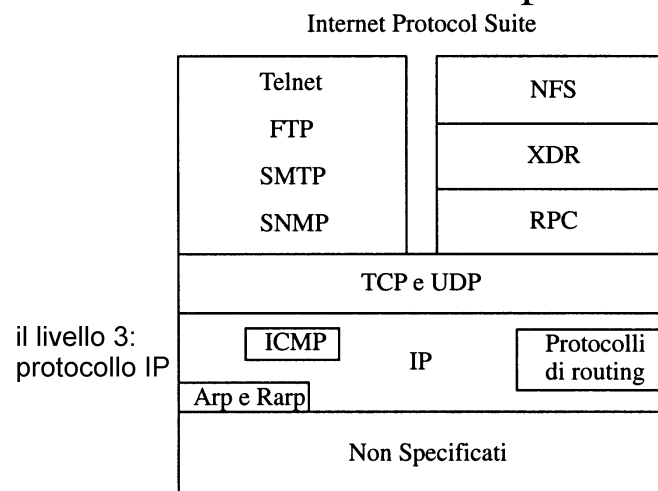 Internet Protocol Suite
Telnet
FTP
SMTP
SNMP
NFS
XDR
RPC
TCP e UDP
il livello 3:
protocollo IP
ICMP
IP
Protocolli
di routing
Arp e Rarp
Non Specificati